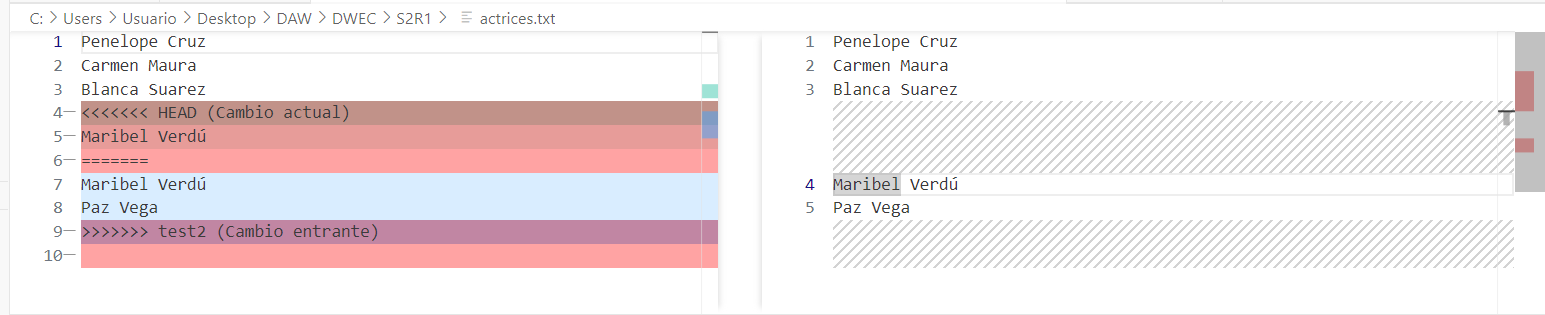 C: > Users > Usuario > Desktop > DAW > DWEC > S2R1 > actrices.txt
1 Penelope Cruz
2 Carmen Maura
3 Blanca Suarez
4— <<<<<<< HEAD (Cambio actual)
5— Maribel Verdú
6— =======
7 Maribel Verdú
8 Paz Vega
9— >>>>>>> test2 (Cambio entrante)
10—
1 Penelope Cruz
2 Carmen Maura
3 Blanca Suarez
4 Maribel Verdú
5 Paz Vega